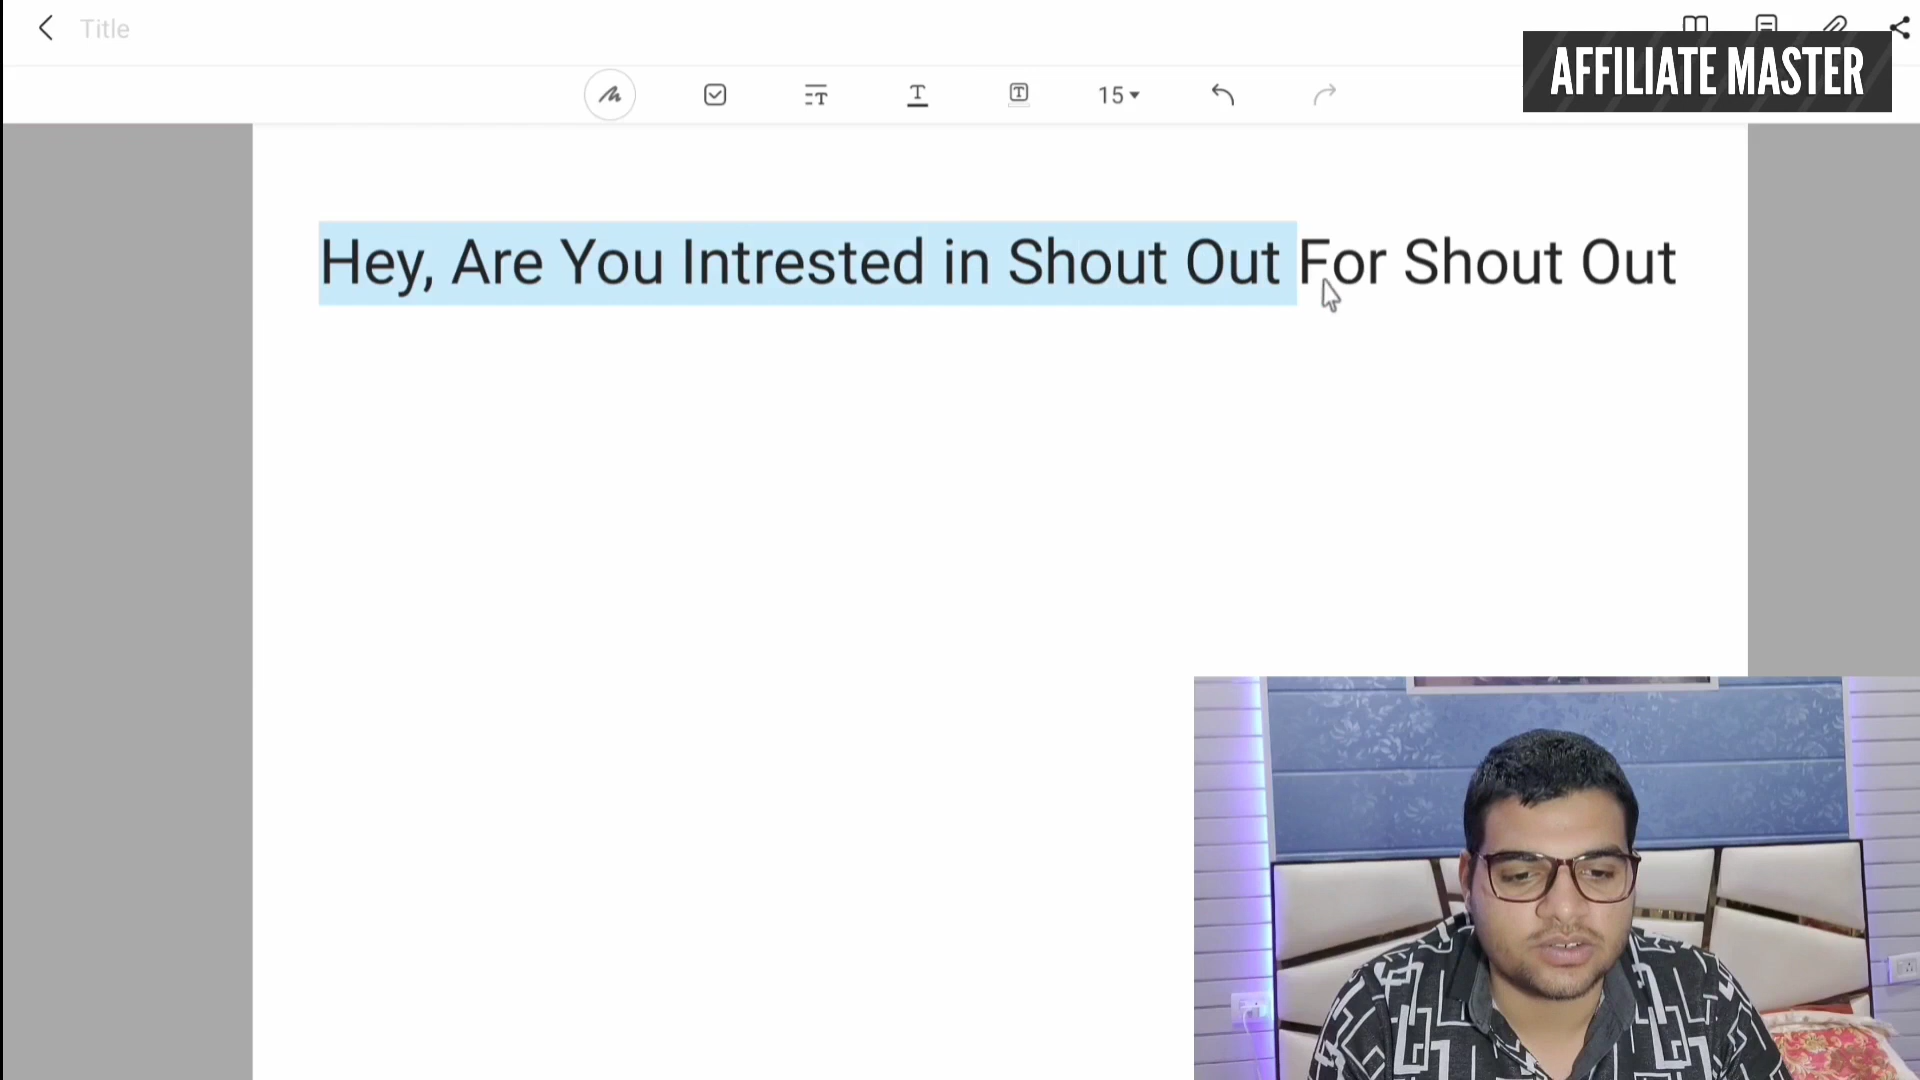 Title
AFFILIATE MASTER
15
Hey, Are You Intrested in Shout Out For Shout Out